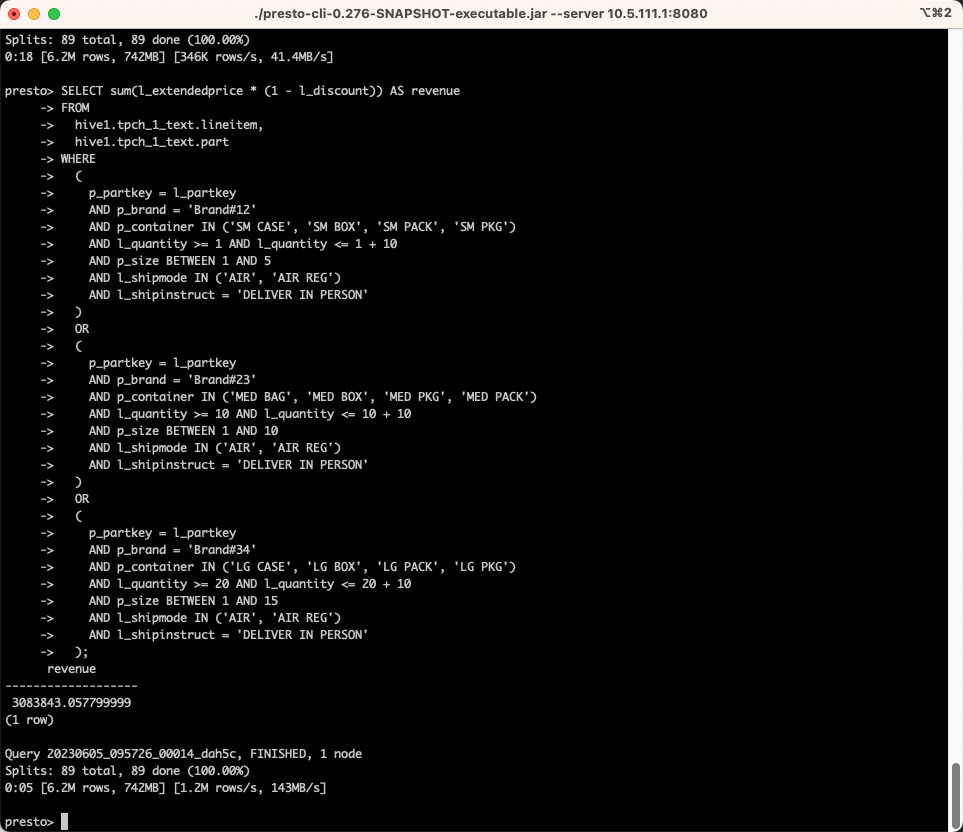 ./presto-cli-0.276-SNAPSHOT-executable.jar --server 10.5.111.1:8080
⌥⌘2
Splits: 89 total, 89 done (100.00%)
0:18 [6.2M rows, 742MB] [346K rows/s, 41.4MB/s]

presto> SELECT sum(l_extendedprice * (1 - l_discount)) AS revenue
     -> FROM
     ->   hive1.tpch_1_text.lineitem,
     ->   hive1.tpch_1_text.part
     -> WHERE
     ->   (
     ->     p_partkey = l_partkey
     ->     AND p_brand = 'Brand#12'
     ->     AND p_container IN ('SM CASE', 'SM BOX', 'SM PACK', 'SM PKG')
     ->     AND l_quantity >= 1 AND l_quantity <= 1 + 10
     ->     AND p_size BETWEEN 1 AND 5
     ->     AND l_shipmode IN ('AIR', 'AIR REG')
     ->     AND l_shipinstruct = 'DELIVER IN PERSON'
     ->   )
     ->   OR
     ->   (
     ->     p_partkey = l_partkey
     ->     AND p_brand = 'Brand#23'
     ->     AND p_container IN ('MED BAG', 'MED BOX', 'MED PKG', 'MED PACK')
     ->     AND l_quantity >= 10 AND l_quantity <= 10 + 10
     ->     AND p_size BETWEEN 1 AND 10
     ->     AND l_shipmode IN ('AIR', 'AIR REG')
     ->     AND l_shipinstruct = 'DELIVER IN PERSON'
     ->   )
     ->   OR
     ->   (
     ->     p_partkey = l_partkey
     ->     AND p_brand = 'Brand#34'
     ->     AND p_container IN ('LG CASE', 'LG BOX', 'LG PACK', 'LG PKG')
     ->     AND l_quantity >= 20 AND l_quantity <= 20 + 10
     ->     AND p_size BETWEEN 1 AND 15
     ->     AND l_shipmode IN ('AIR', 'AIR REG')
     ->     AND l_shipinstruct = 'DELIVER IN PERSON'
     ->   );
      revenue
-------------------
 3083843.057799999
(1 row)

Query 20230605_095726_00014_dah5c, FINISHED, 1 node
Splits: 89 total, 89 done (100.00%)
0:05 [6.2M rows, 742MB] [1.2M rows/s, 143MB/s]

presto>